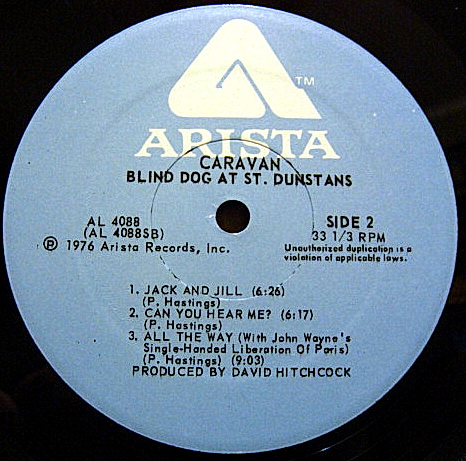 TM
ARISTA
CARAVAN
BLIND DOG AT ST. DUNSTANS
AL 4088
(AL 4088SB)
Ⓟ 1976 Arista Records, Inc.
SIDE 2
33 1/3 RPM
Unauthorized duplication is a
violation of applicable laws.
1. JACK AND JILL (6:26)
(P. Hastings)
2. CAN YOU HEAR ME? (6:17)
(P. Hastings)
3. ALL THE WAY (With John Wayne's
Single-Handed Liberation Of Paris)
(P. Hastings) (9:03)
PRODUCED BY DAVID HITCHCOCK